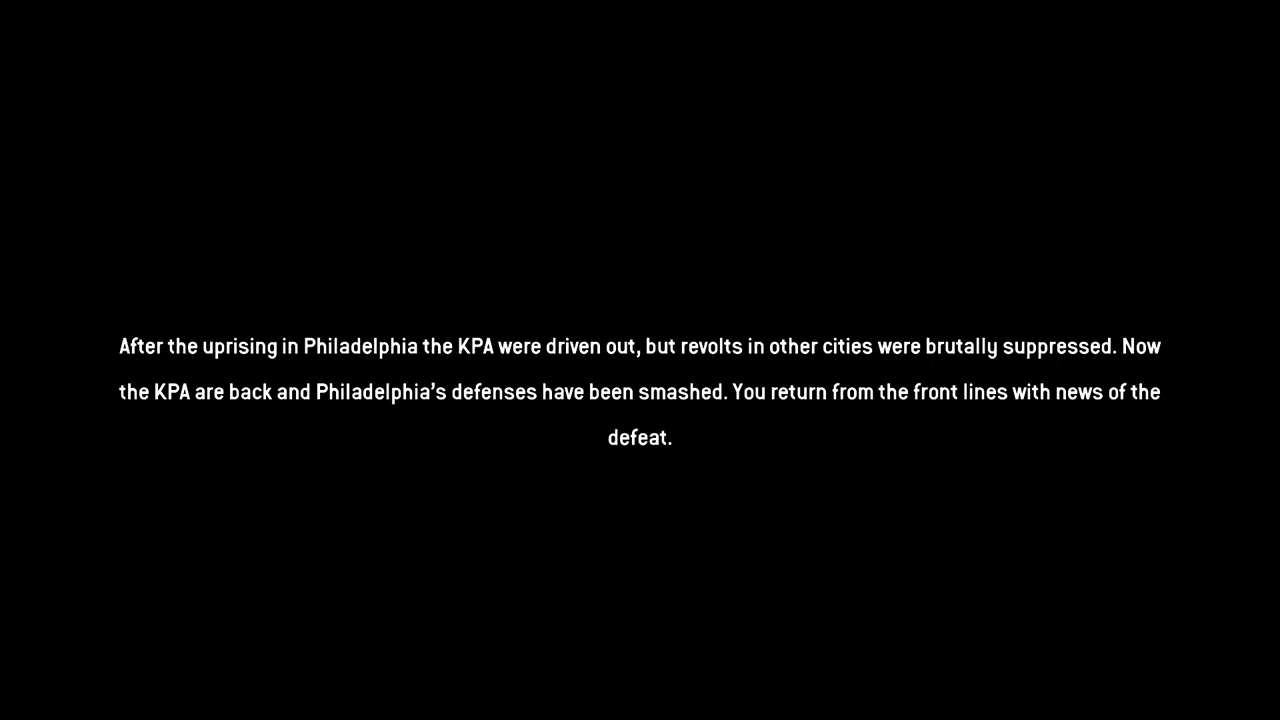 After the uprising in Philadelphia the KPA were driven out, but revolts in other cities were brutally suppressed. Now
the KPA are back and Philadelphia’s defenses have been smashed. You return from the front lines with news of the
defeat.